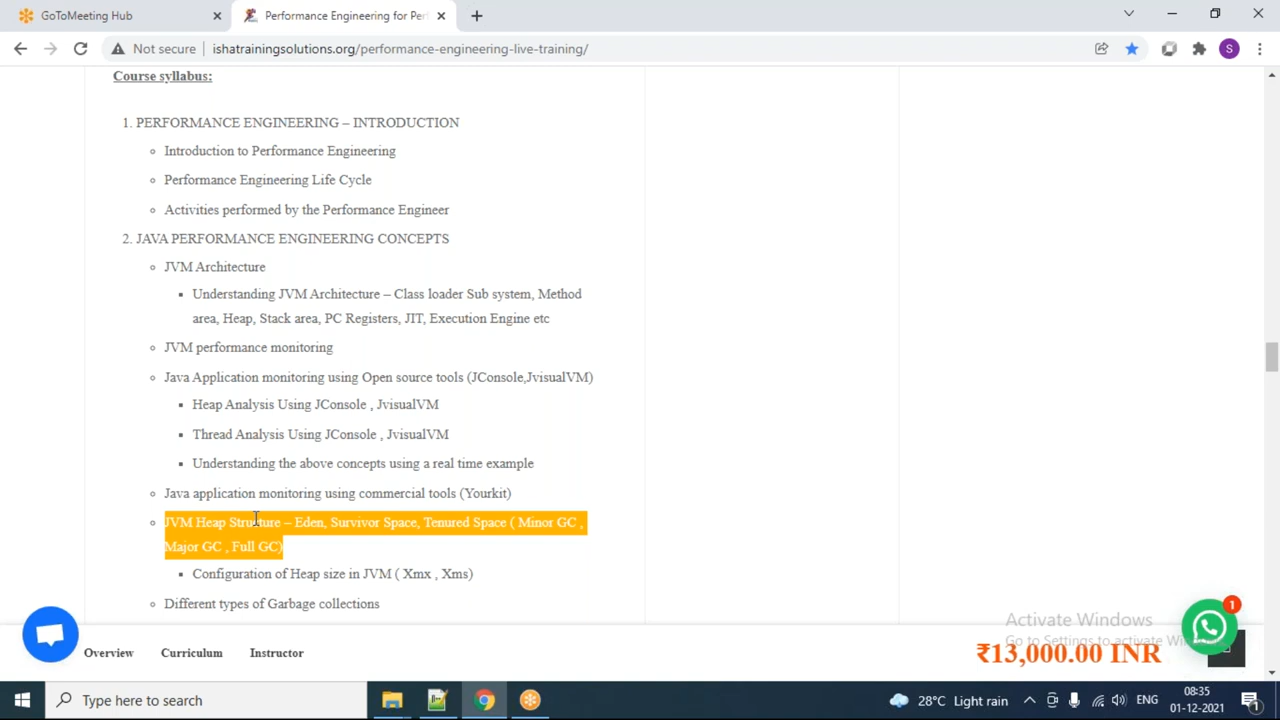 GoToMeeting Hub
Performance Engineering for Per
Not secure
ishatrainingsolutions.org/performance-engineering-live-training/
S
Course syllabus:
1. PERFORMANCE ENGINEERING – INTRODUCTION
Introduction to Performance Engineering
Performance Engineering Life Cycle
Activities performed by the Performance Engineer
2. JAVA PERFORMANCE ENGINEERING CONCEPTS
JVM Architecture
Understanding JVM Architecture – Class loader Sub system, Method
area, Heap, Stack area, PC Registers, JIT, Execution Engine etc
JVM performance monitoring
Java Application monitoring using Open source tools (JConsole,JvisualVM)
Heap Analysis Using JConsole , JvisualVM
Thread Analysis Using JConsole , JvisualVM
Understanding the above concepts using a real time example
Java application monitoring using commercial tools (Yourkit)
JVM Heap Structure – Eden, Survivor Space, Tenured Space ( Minor GC ,
Major GC , Full GC)
Configuration of Heap size in JVM ( Xmx , Xms)
Different types of Garbage collections
1
Activate Windows
Go to Settings to activate
Overview Curriculum Instructor
₹13,000.00 INR
Type here to search
28°C Light rain
ENG
08:35
01-12-2021
1